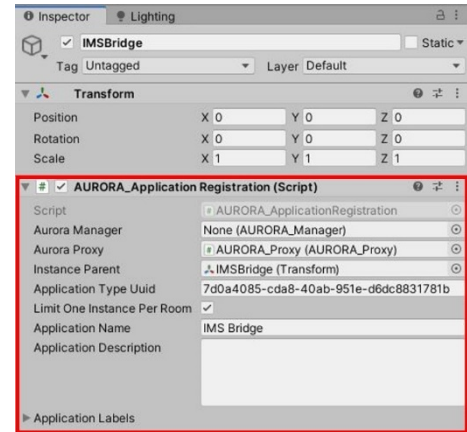 Inspector Lighting
IMSBridge Static
Tag Untagged Layer Default
Transform
Position X 0 Y 0 Z 0
Rotation X 0 Y 0 Z 0
Scale X 1 Y 1 Z 1
# AURORA_Application Registration (Script)
Script # AURORA_ApplicationRegistration
Aurora Manager None (AURORA_Manager)
Aurora Proxy # AURORA_Proxy (AURORA_Proxy)
Instance Parent IMSBridge (Transform)
Application Type Uuid 7d0a4085-cda8-40ab-951e-d6dc8831781b
Limit One Instance Per Room
Application Name IMS Bridge
Application Description
Application Labels